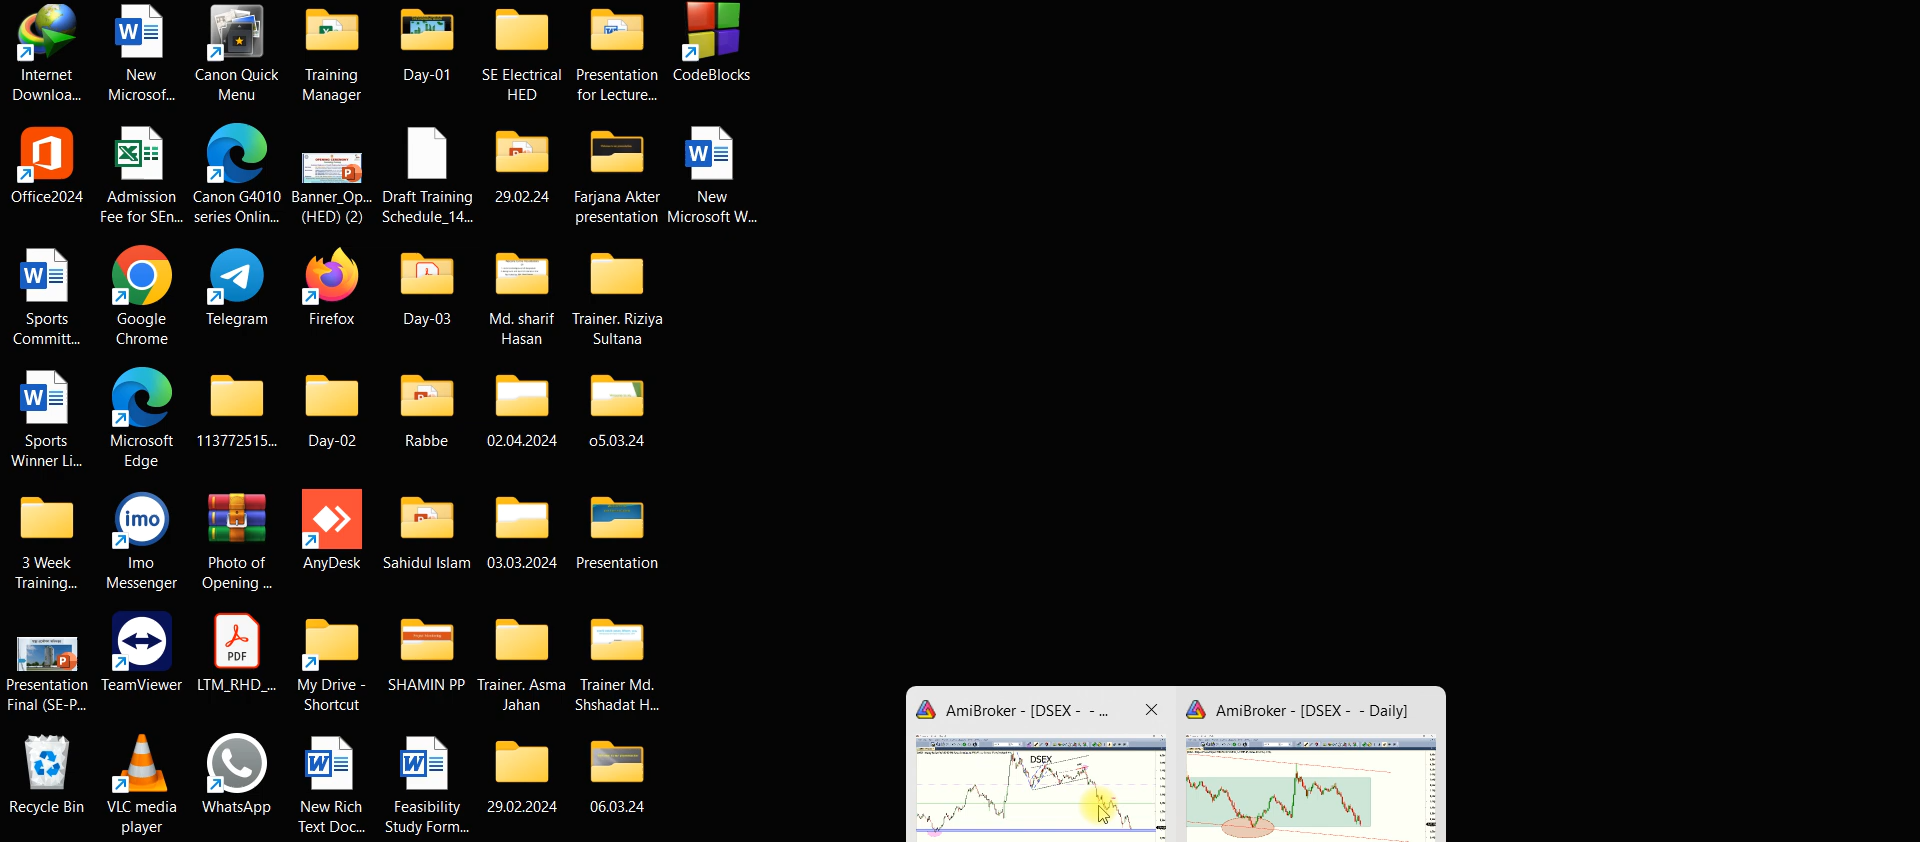 Internet
Downloa...
New
Microsof...
Canon Quick
Menu
Training
Manager
Day-01
SE Electrical
HED
Presentation
for Lecture...
CodeBlocks
Office2024
Admission
Fee for SEn...
Canon G4010
series Onlin...
Banner_Op...
(HED) (2)
Draft Training
Schedule_14...
29.02.24
Farjana Akter
presentation
New
Microsoft W...
Sports
Committ...
Google
Chrome
Telegram
Firefox
Day-03
Md. sharif
Hasan
Trainer. Riziya
Sultana
Sports
Winner Li...
Microsoft
Edge
113772515...
Day-02
Rabbe
02.04.2024
o5.03.24
3 Week
Training...
imo
Imo
Messenger
Photo of
Opening ...
AnyDesk
Sahidul Islam
03.03.2024
Presentation
Presentation
Final (SE-P...
TeamViewer
PDF
LTM_RHD_...
My Drive -
Shortcut
SHAMIN PP
Trainer. Asma
Jahan
Trainer Md.
Shshadat H...
Recycle Bin
VLC media
player
WhatsApp
New Rich
Text Doc...
Feasibility
Study Form...
29.02.2024
06.03.24
AmiBroker - [DSEX -  - ...
AmiBroker - [DSEX -  - Daily]
DSEX